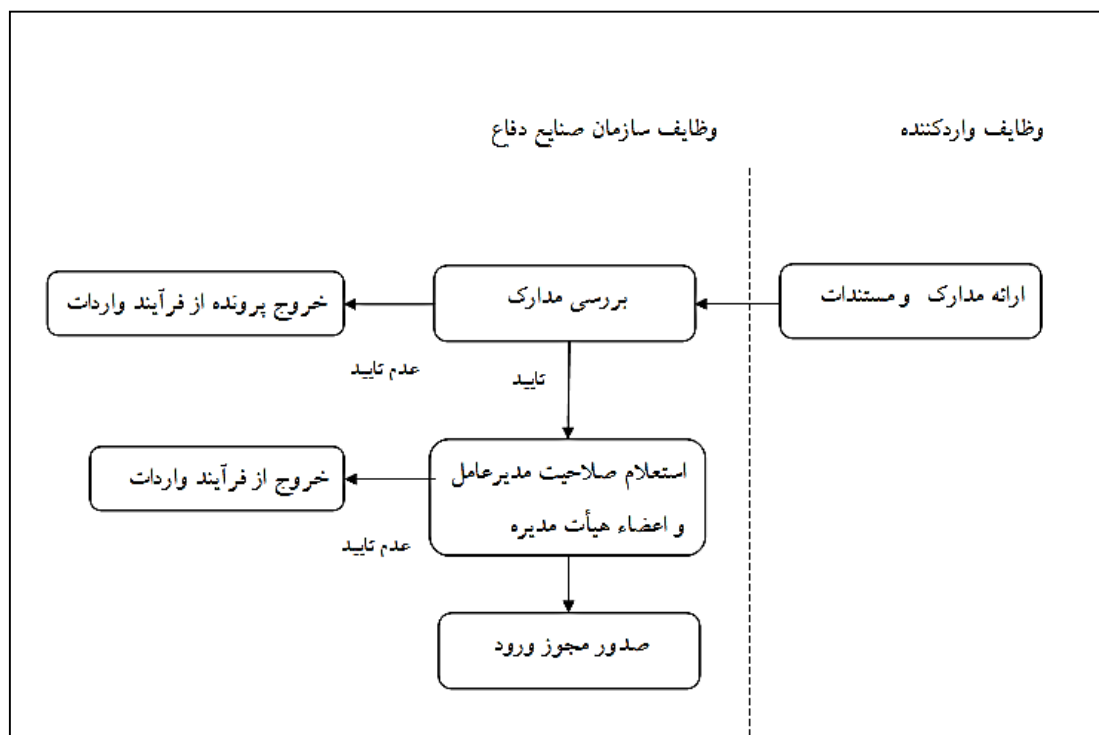 وظایف واردکننده
وظایف سازمان صنایع دفاع
ارائه مدارک و مستندات
بررسی مدارک
خروج پرونده از فرآیند واردات
عدم تایید
تایید
استعلام صلاحیت مدیرعامل
و اعضاء هیأت مدیره
خروج از فرآیند واردات
عدم تایید
صدور مجوز ورود